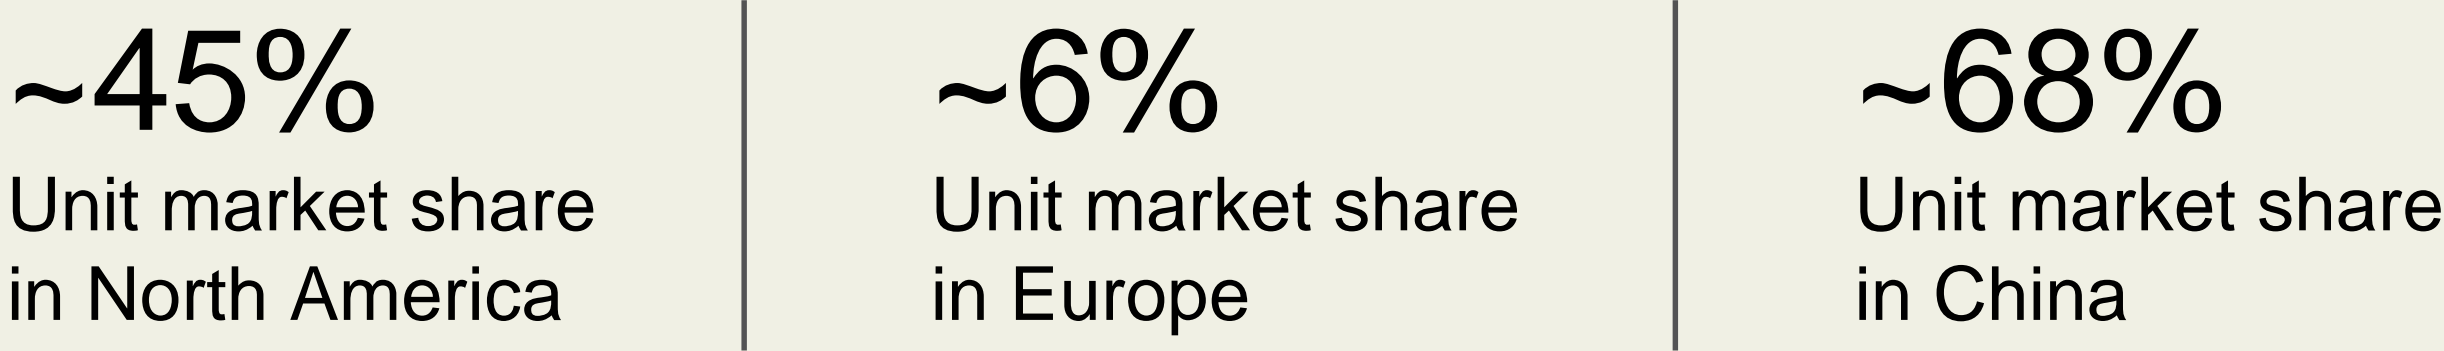 ~45%
Unit market share
in North America
~6%
Unit market share
in Europe
~68%
Unit market share
in China